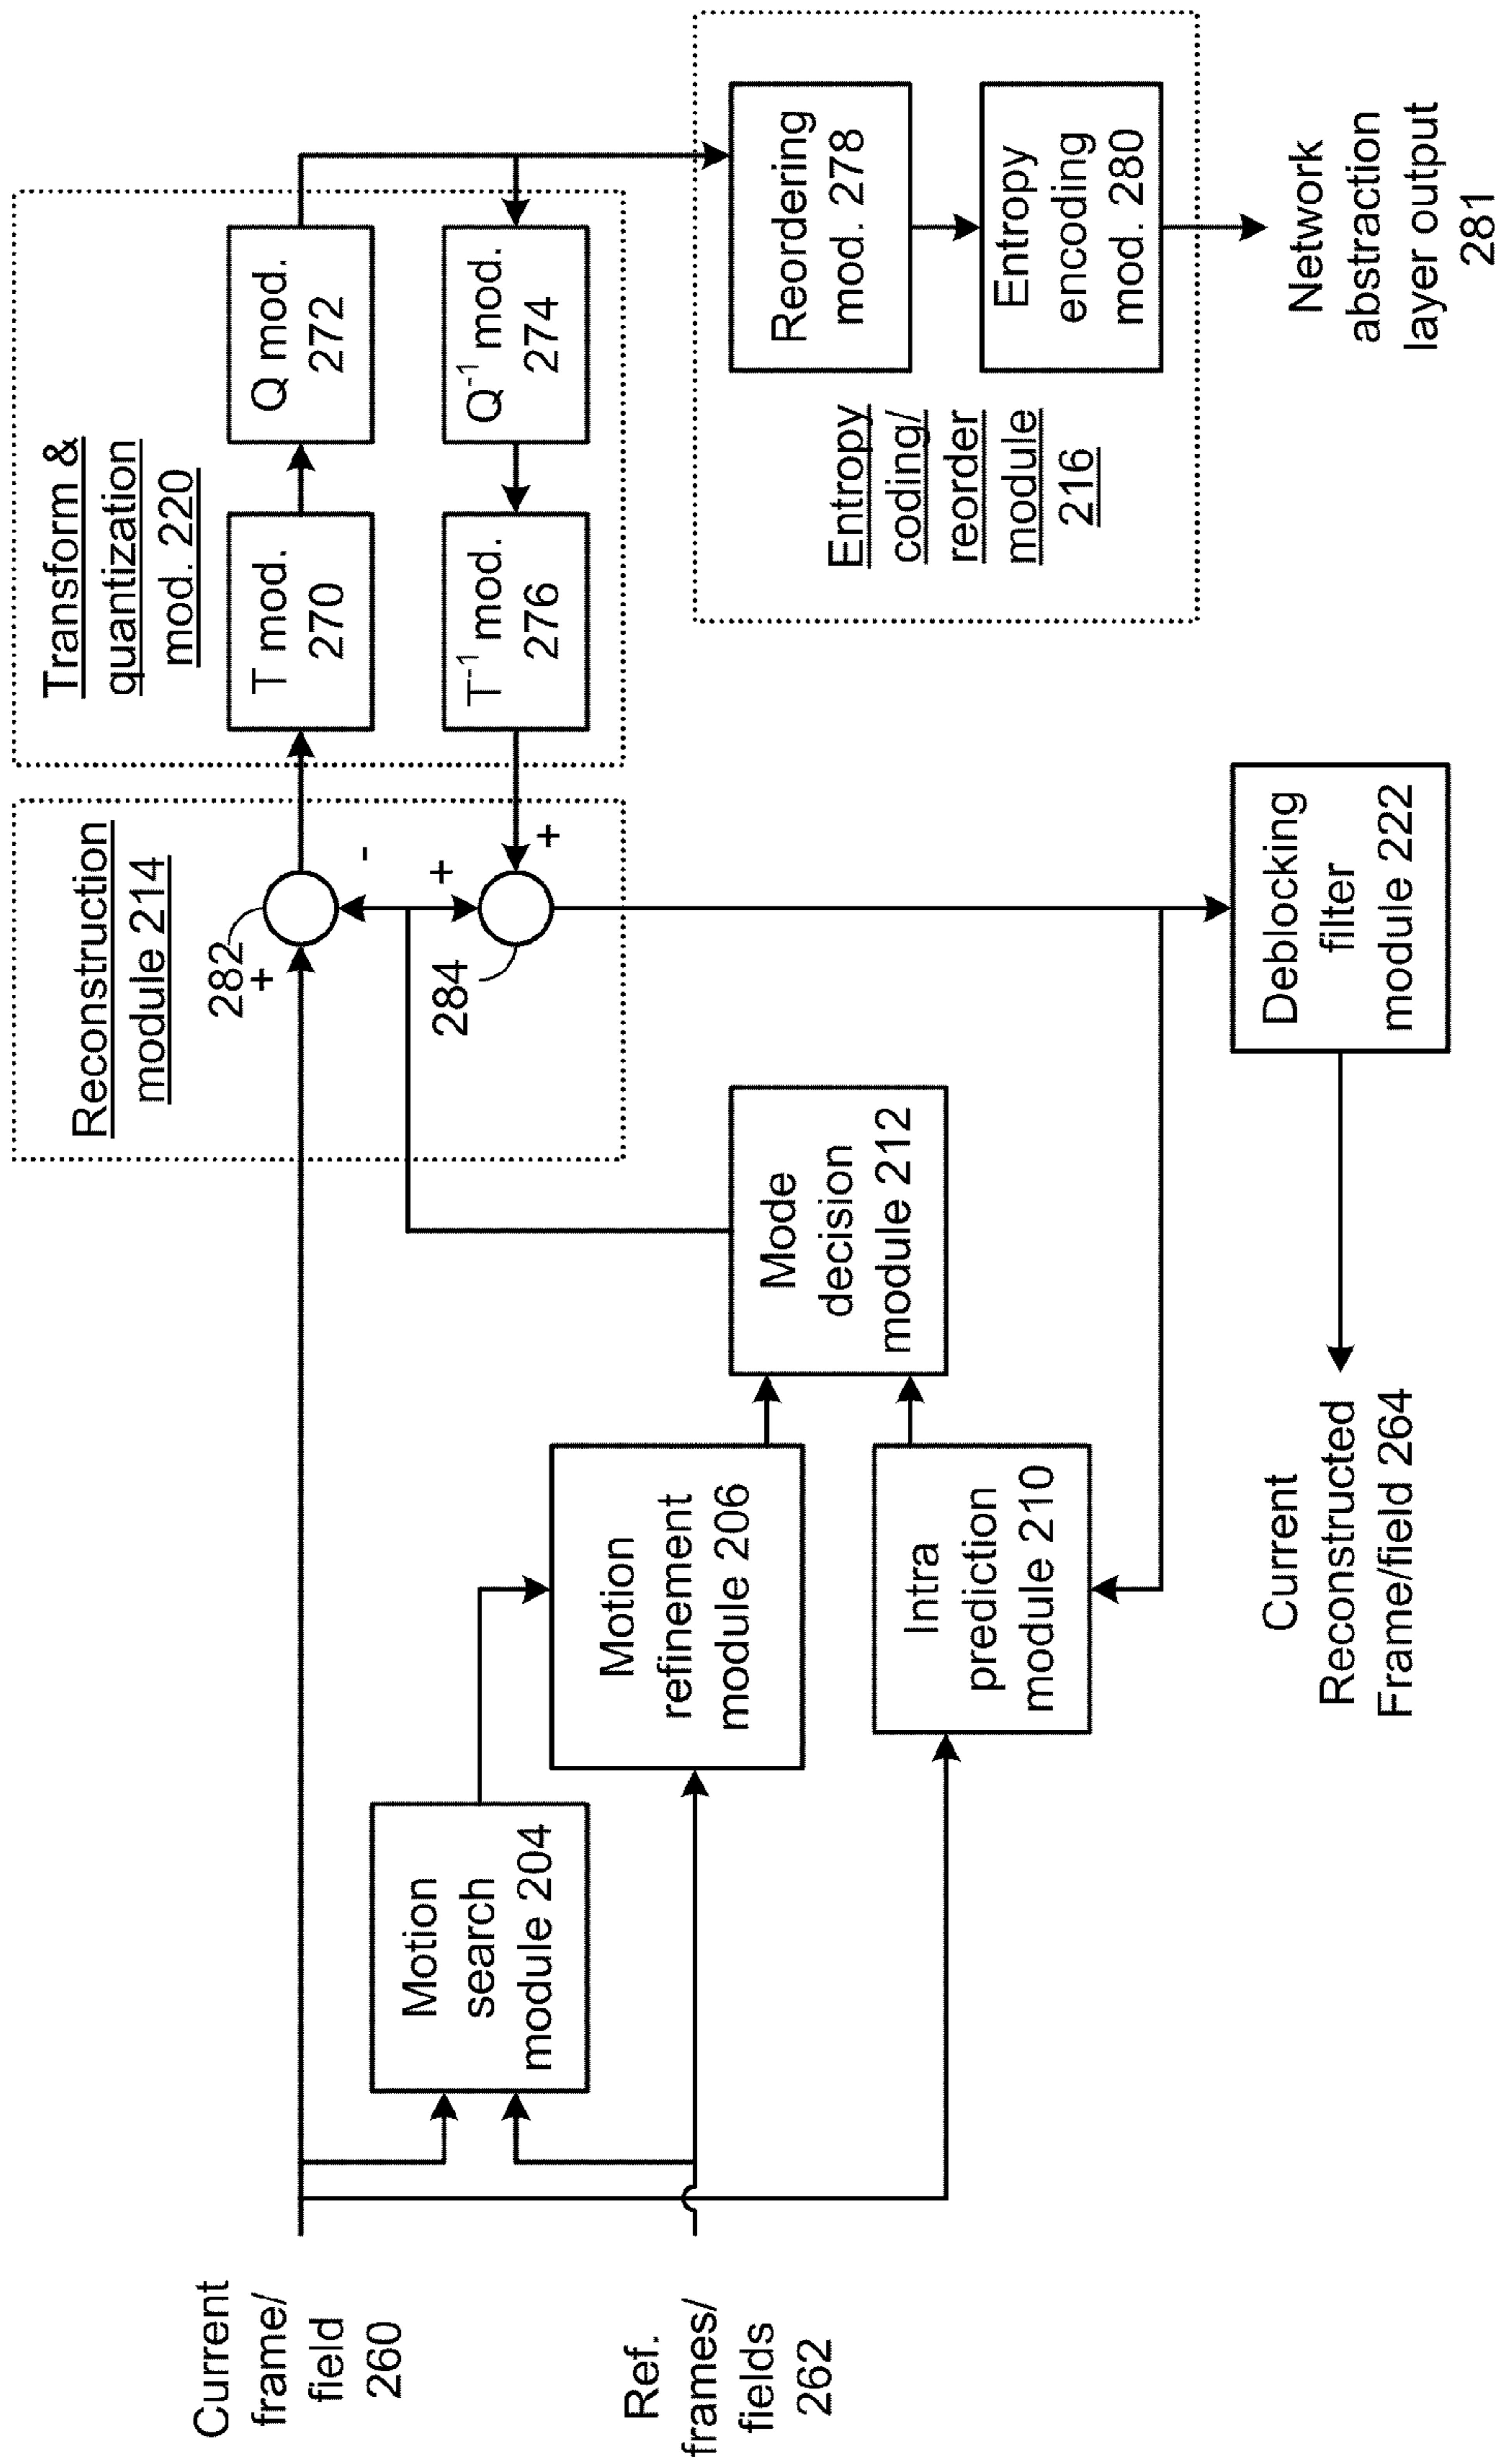 Current
frame/
field
260
Ref.
frames/
fields
262
Motion
search
module 204
Motion
refinement
module 206
Intra
prediction
module 210
Mode
decision
module 212
Reconstruction
module 214
282
+
-
284
+
+
Transform &
quantization
mod. 220
T mod.
270
Q mod.
272
T⁻¹ mod.
276
Q⁻¹ mod.
274
Entropy
coding/
reorder
module
216
Reordering
mod. 278
Entropy
encoding
mod. 280
Network
abstraction
layer output
281
Deblocking
filter
module 222
Current
Reconstructed
Frame/field 264